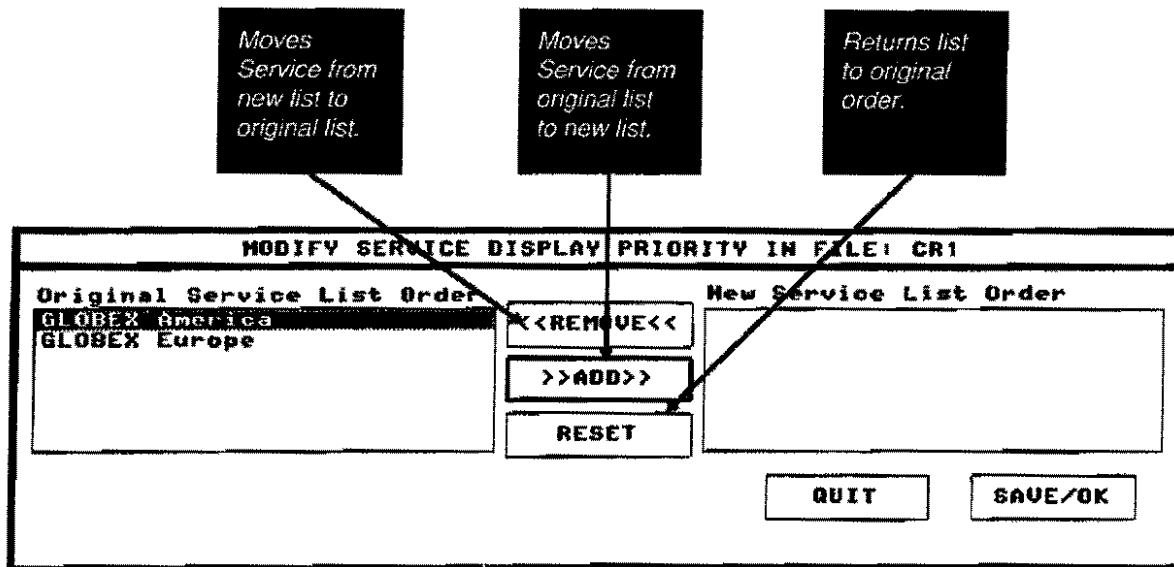 Moves
Service from
new list to
original list.
Moves
Service from
original list
to new list.
Returns list
to original
order.
MODIFY SERVICE DISPLAY PRIORITY IN FILE: CR1
Original Service List Order
GLOBEX America
GLOBEX Europe
<<REMOVE<<
>>ADD>>
RESET
New Service List Order
QUIT
SAVE/OK